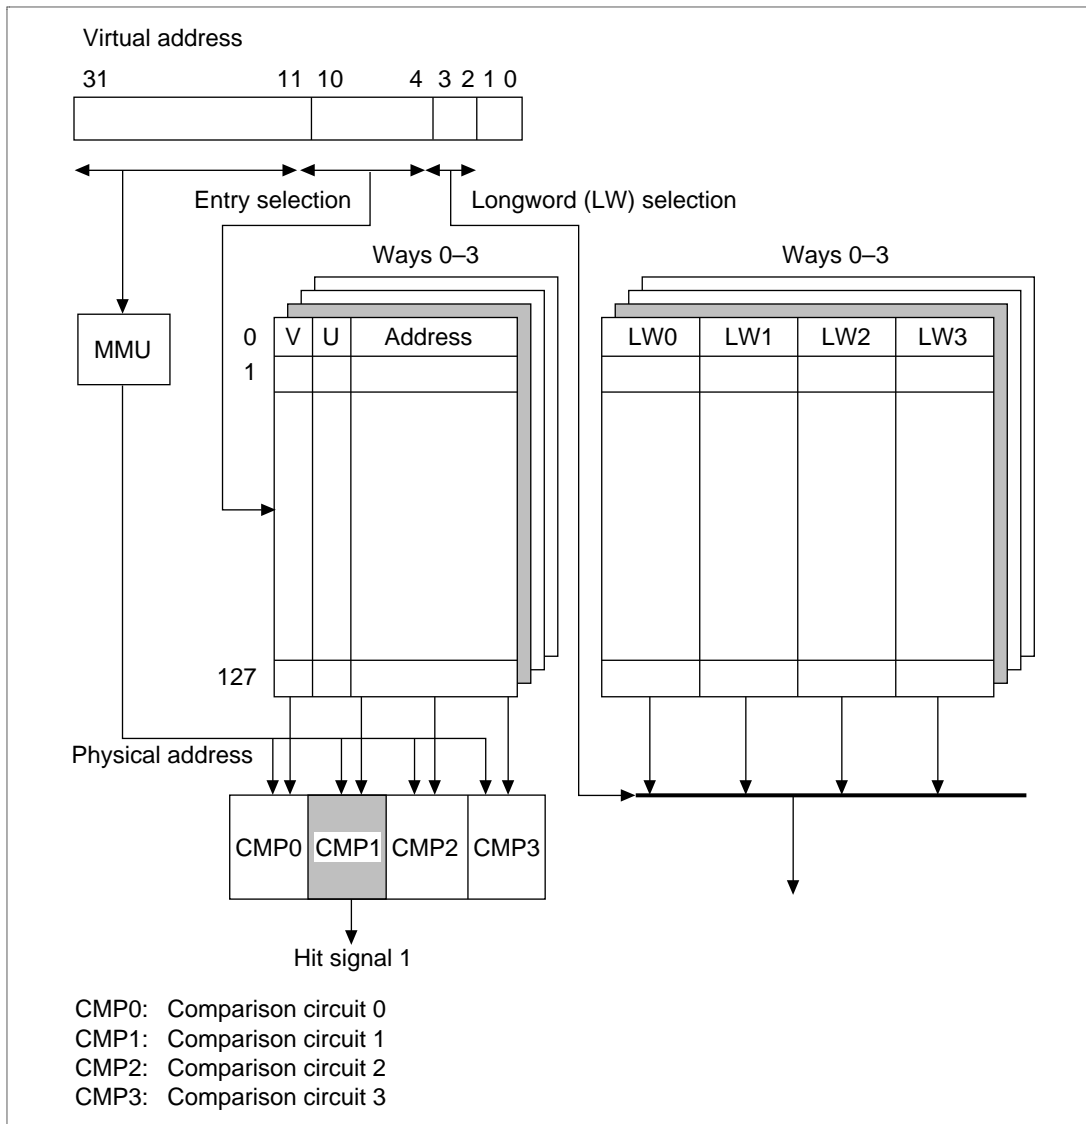 Virtual address
31 11 10 4 3 2 1 0
Entry selection Longword (LW) selection
Ways 0–3 Ways 0–3
0 V U Address LW0 LW1 LW2 LW3
MMU
1
127
Physical address
CMP0 CMP1 CMP2 CMP3
Hit signal 1
CMP0: Comparison circuit 0
CMP1: Comparison circuit 1
CMP2: Comparison circuit 2
CMP3: Comparison circuit 3